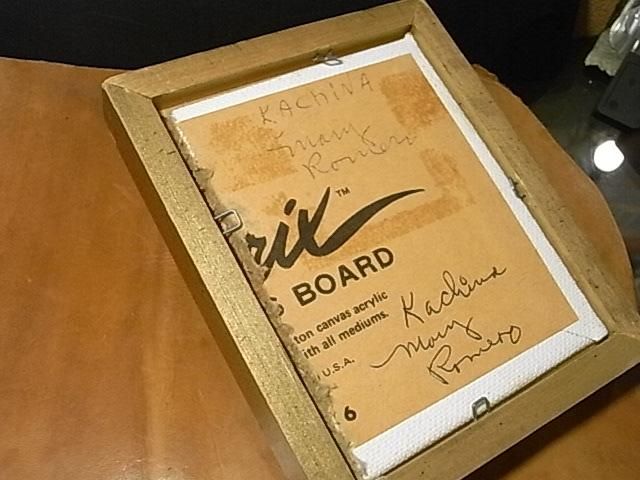 KACHINA
Mary
Romero
rix™
S BOARD
ton canvas acrylic
ith all mediums.
U.S.A.
6
Kachina
Mary
Romero